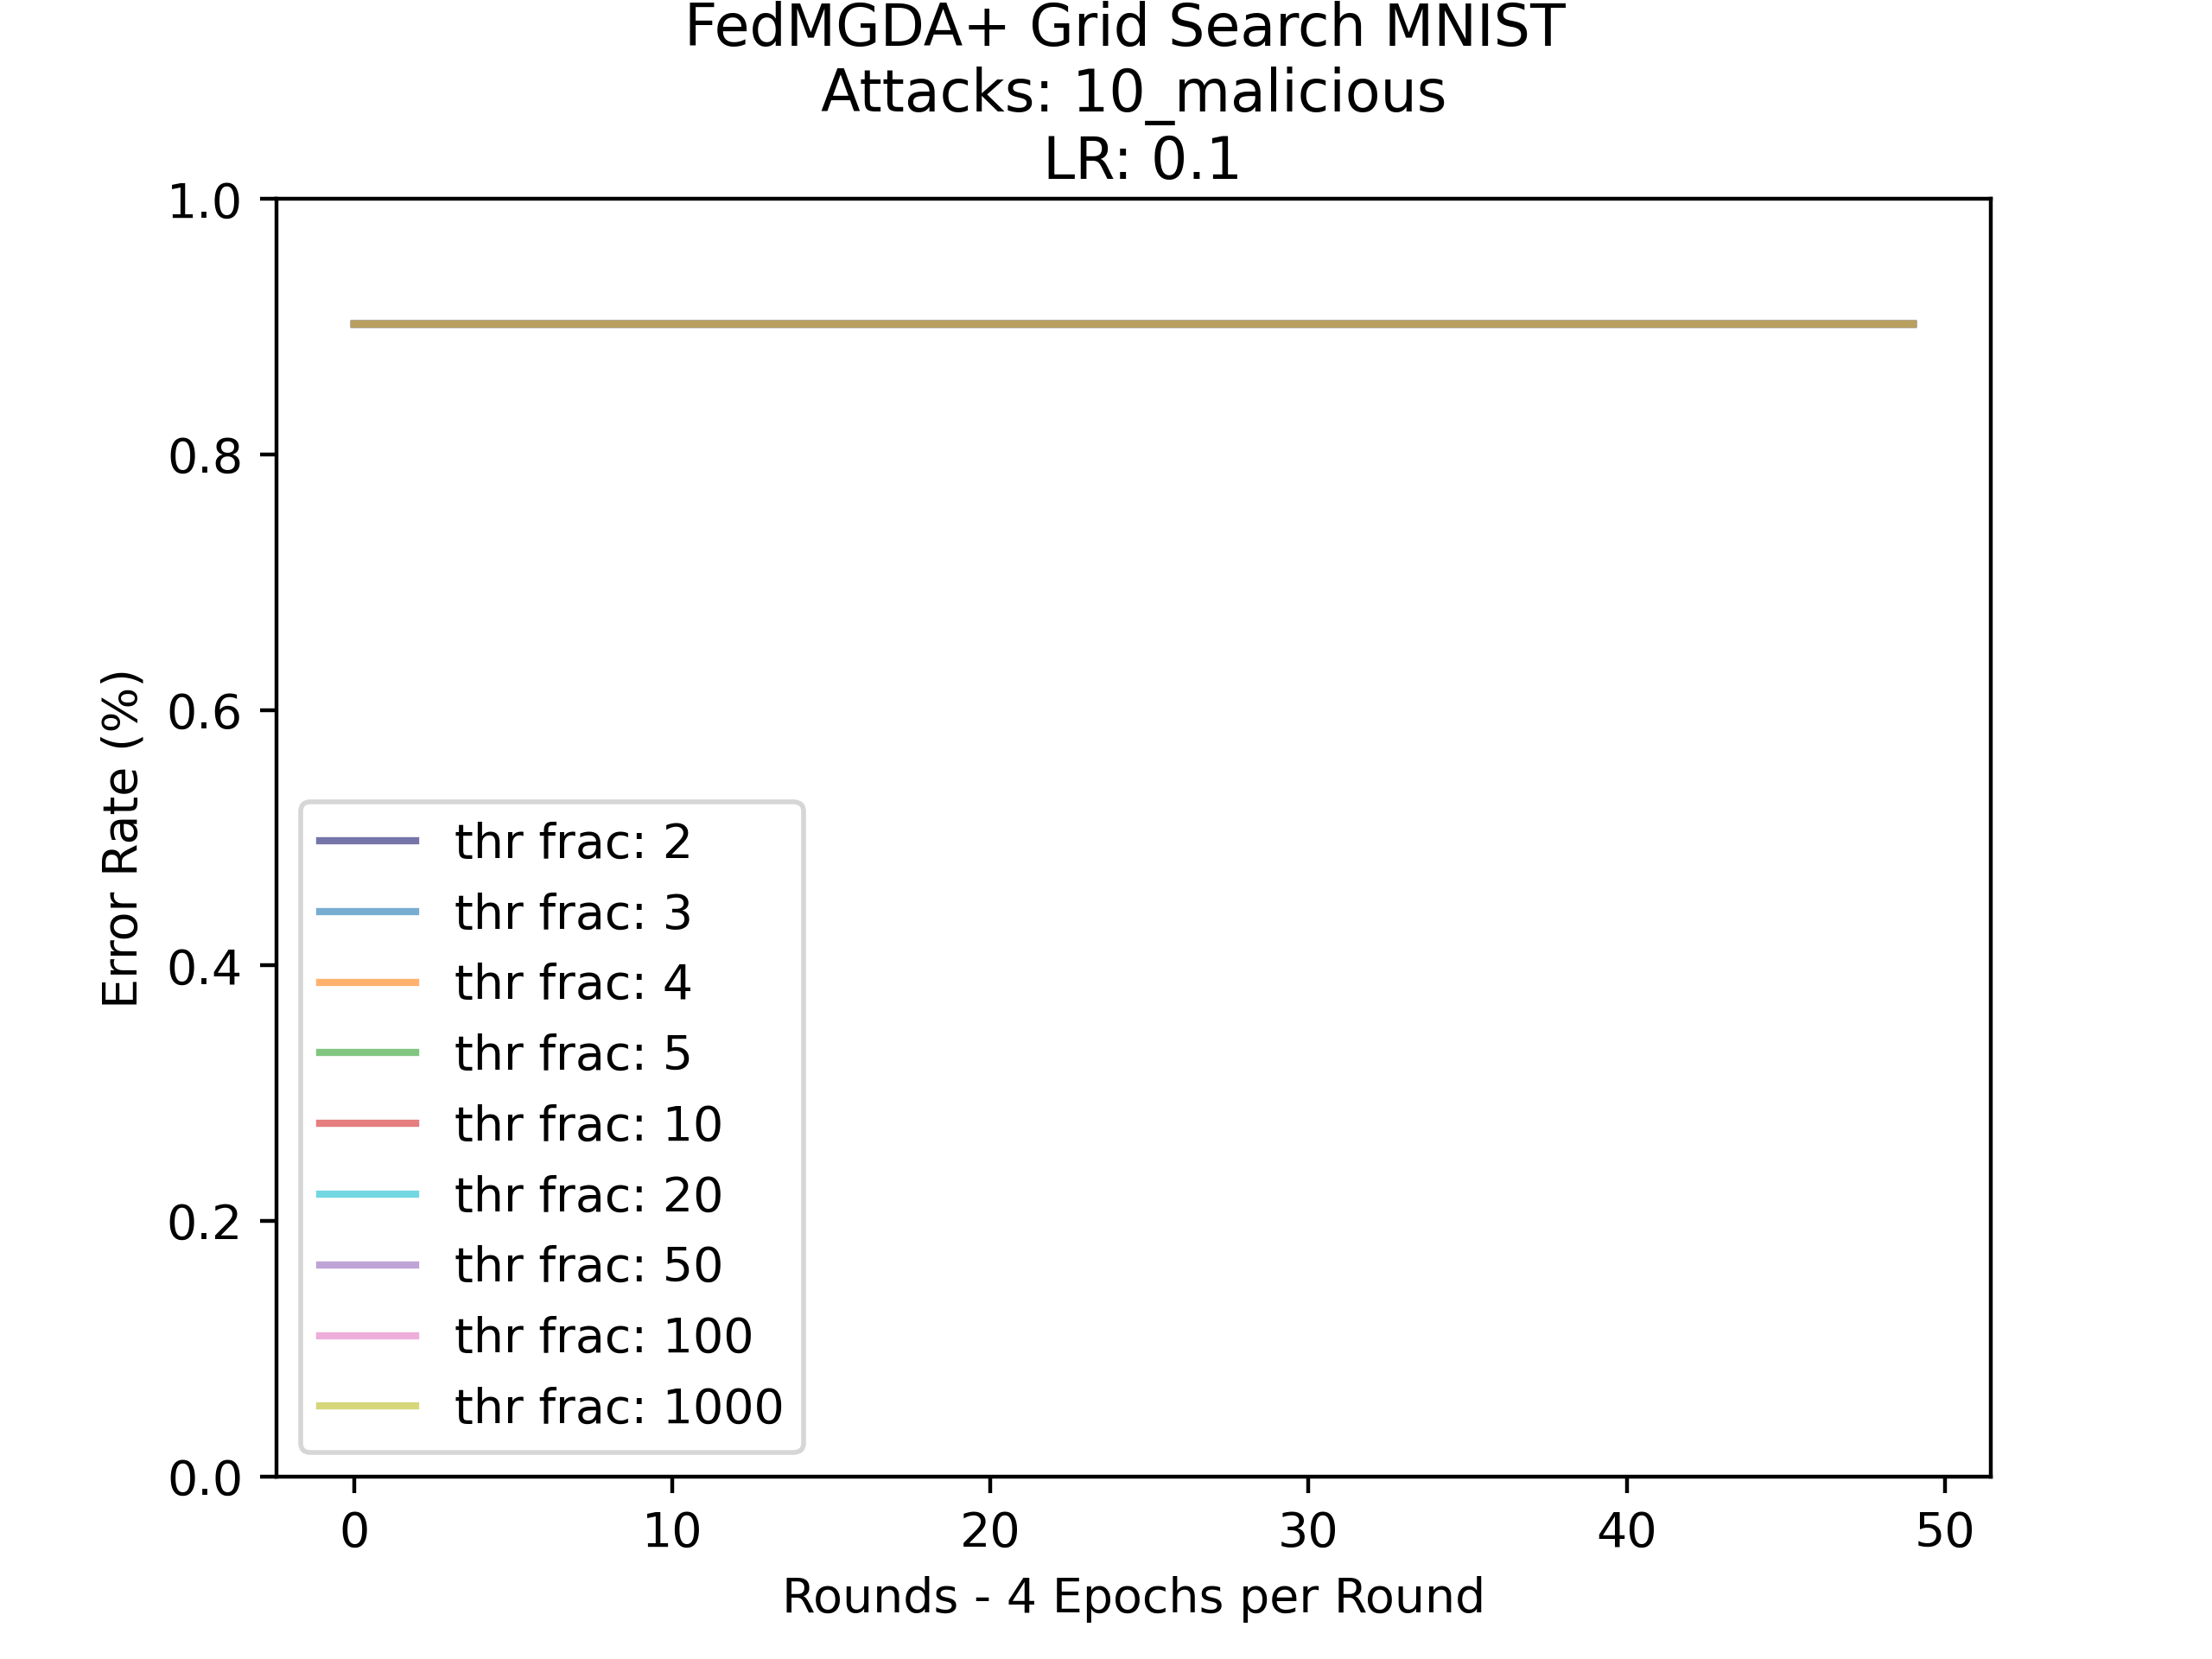 FedMGDA+ Grid Search MNIST
Attacks: 10_malicious
LR: 0.1
1.0
0.8
0.6
0.4
0.2
0.0
Error Rate (%)
thr frac: 2
thr frac: 3
thr frac: 4
thr frac: 5
thr frac: 10
thr frac: 20
thr frac: 50
thr frac: 100
thr frac: 1000
0 10 20 30 40 50
Rounds - 4 Epochs per Round